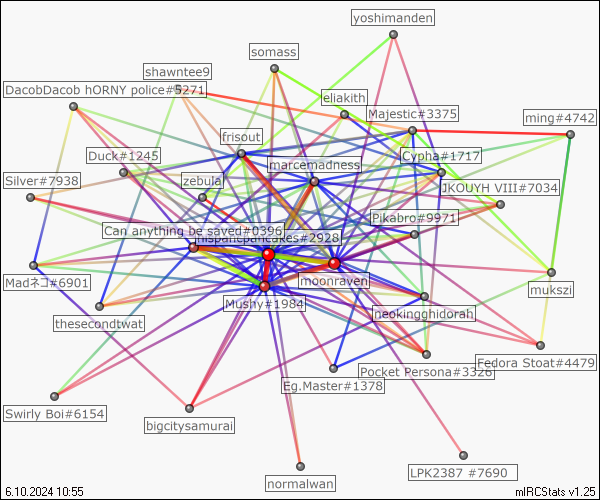 yoshimanden
somass
shawntee9
DacobDacob hORNY police#5271
eliakith
Majestic#3375
ming#4742
frisout
Duck#1245
marcemadness
Cypha#1717
Silver#7938
zebulal
JKOUYH VIII#7034
Pikabro#9971
Can anything be saved#0396
hispanicpancakes#2928
Madネコ#6901
moonraven
mukszi
Mushy#1984
neokingghidorah
thesecondtwat
Fedora Stoat#4479
Pocket Persona#3326
Eg.Master#1378
Swirly Boi#6154
bigcitysamurai
LPK2387 #7690
normalwan
6.10.2024 10:55
mIRCStats v1.25